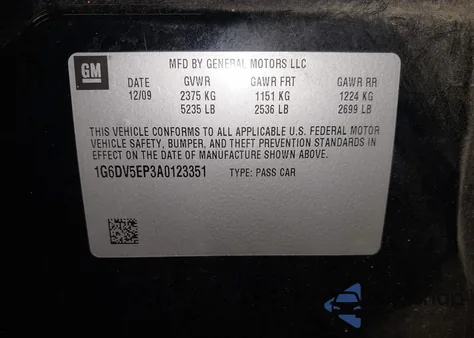 GM
MFD BY GENERAL MOTORS LLC
DATE GVWR GAWR FRT GAWR RR
12/09 2375 KG 1151 KG 1224 KG
5235 LB 2536 LB 2699 LB
THIS VEHICLE CONFORMS TO ALL APPLICABLE U.S. FEDERAL MOTOR
VEHICLE SAFETY, BUMPER, AND THEFT PREVENTION STANDARDS
IN EFFECT ON THE DATE OF MANUFACTURE SHOWN ABOVE.
1G6DV5EP3A0123351 TYPE: PASS CAR